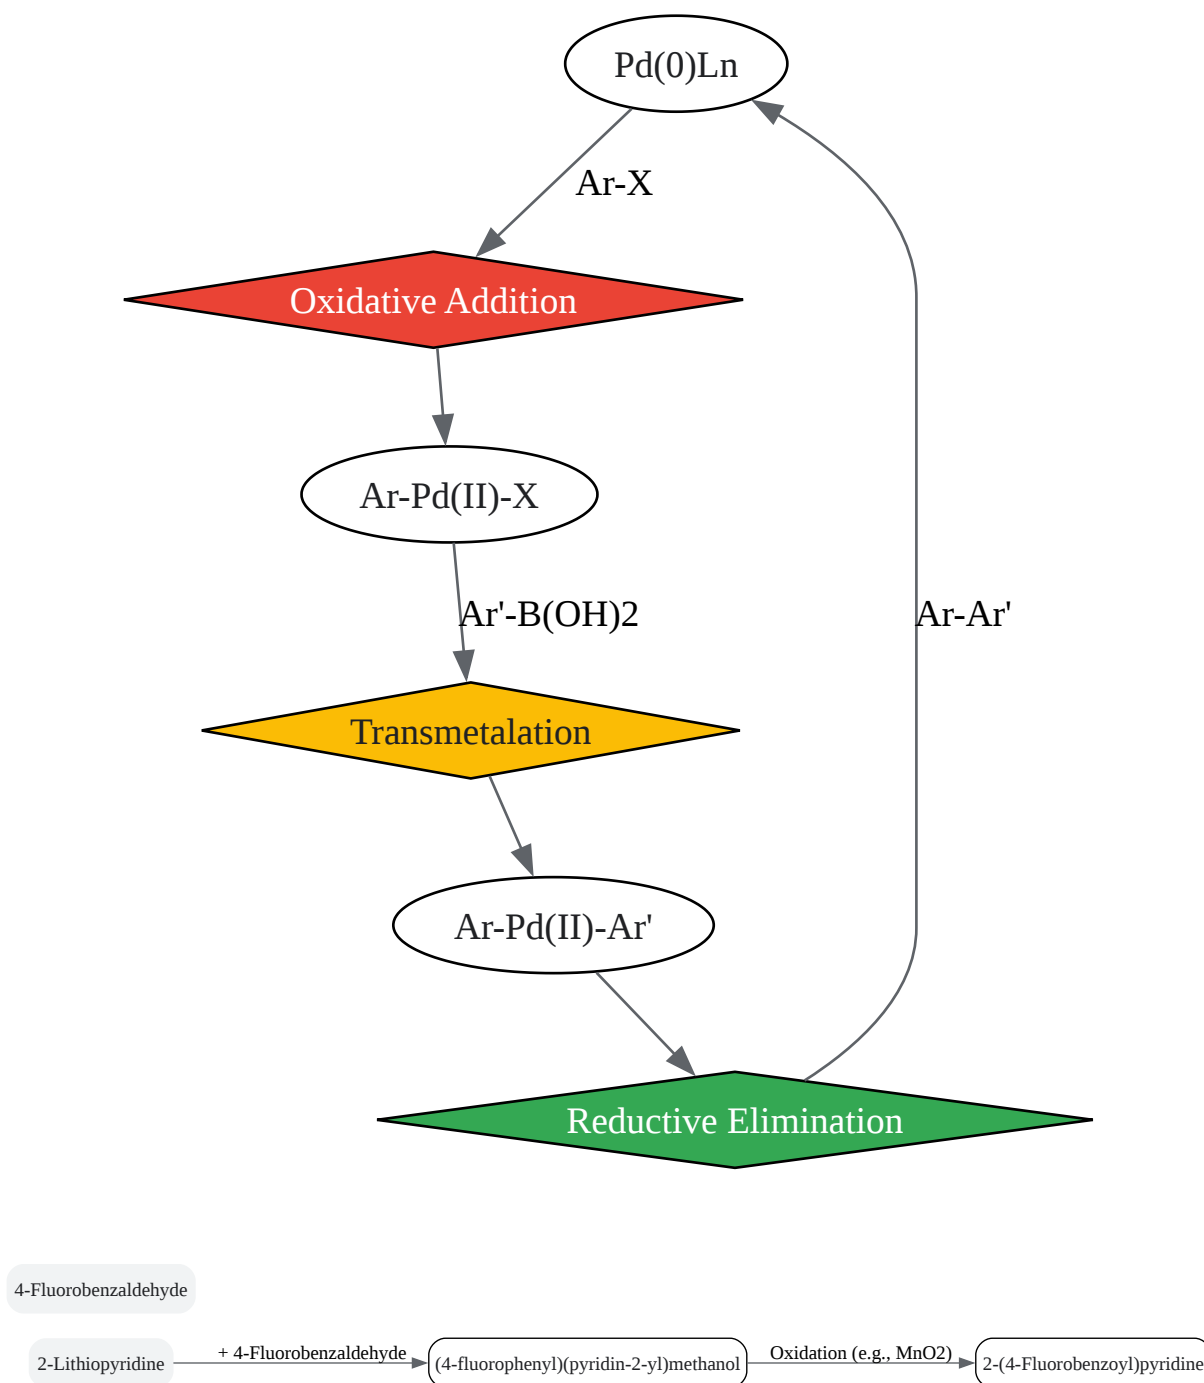 Pd(0)Ln
Ar-X
Oxidative Addition
Ar-Pd(II)-X
Ar'-B(OH)2
Ar-Ar'
Transmetalation
Ar-Pd(II)-Ar'
Reductive Elimination
4-Fluorobenzaldehyde
2-Lithiopyridine
+ 4-Fluorobenzaldehyde
(4-fluorophenyl)(pyridin-2-yl)methanol
Oxidation (e.g., MnO2)
2-(4-Fluorobenzoyl)pyridine